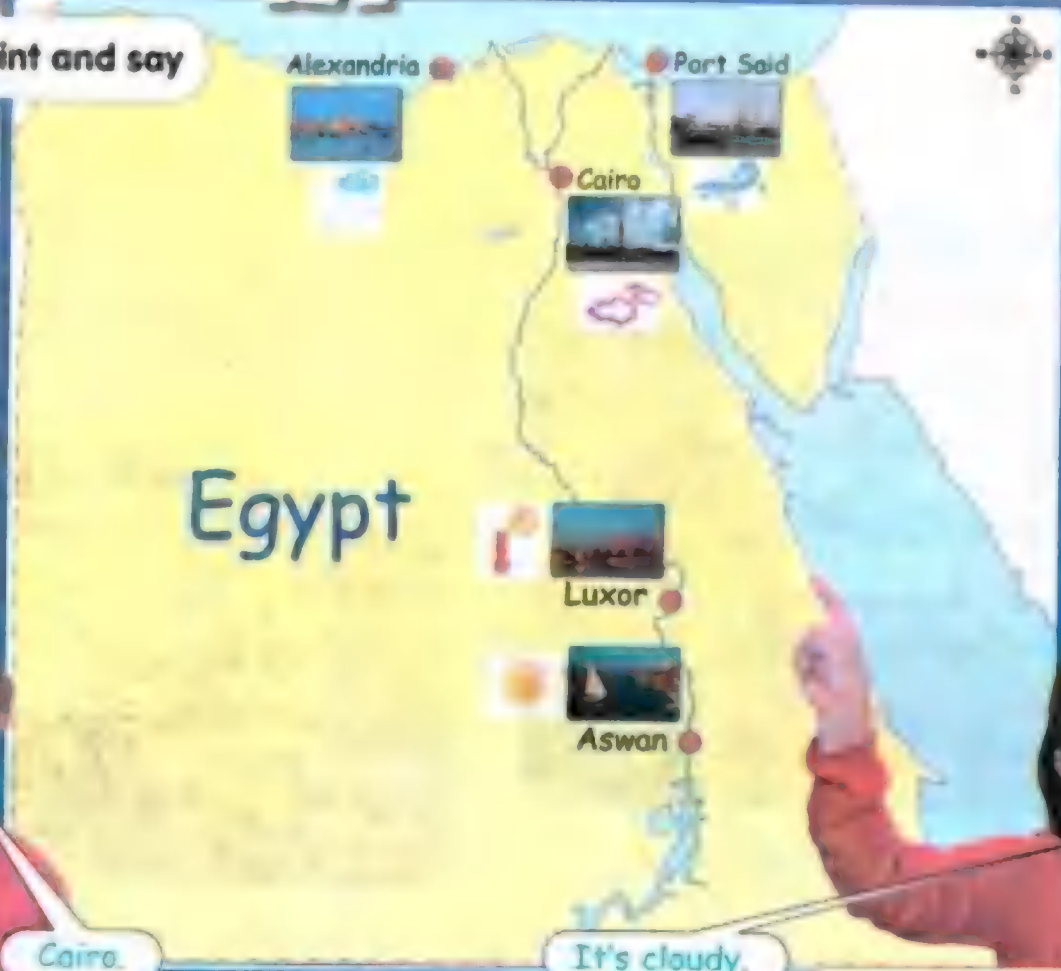 int and say
Alexandria
Port Said
Cairo
Egypt
Luxor
Aswan
Cairo.
It's cloudy.